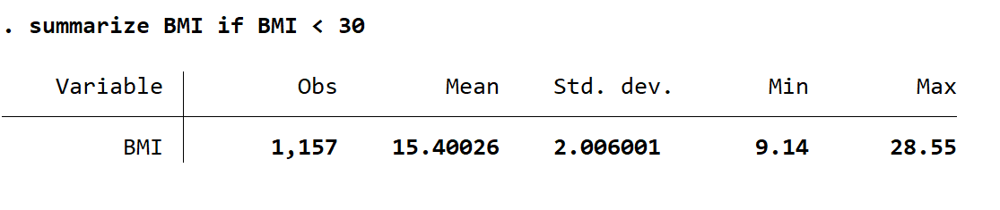 . summarize BMI if BMI < 30
Variable Obs Mean Std. dev. Min Max
BMI 1,157 15.40026 2.006001 9.14 28.55